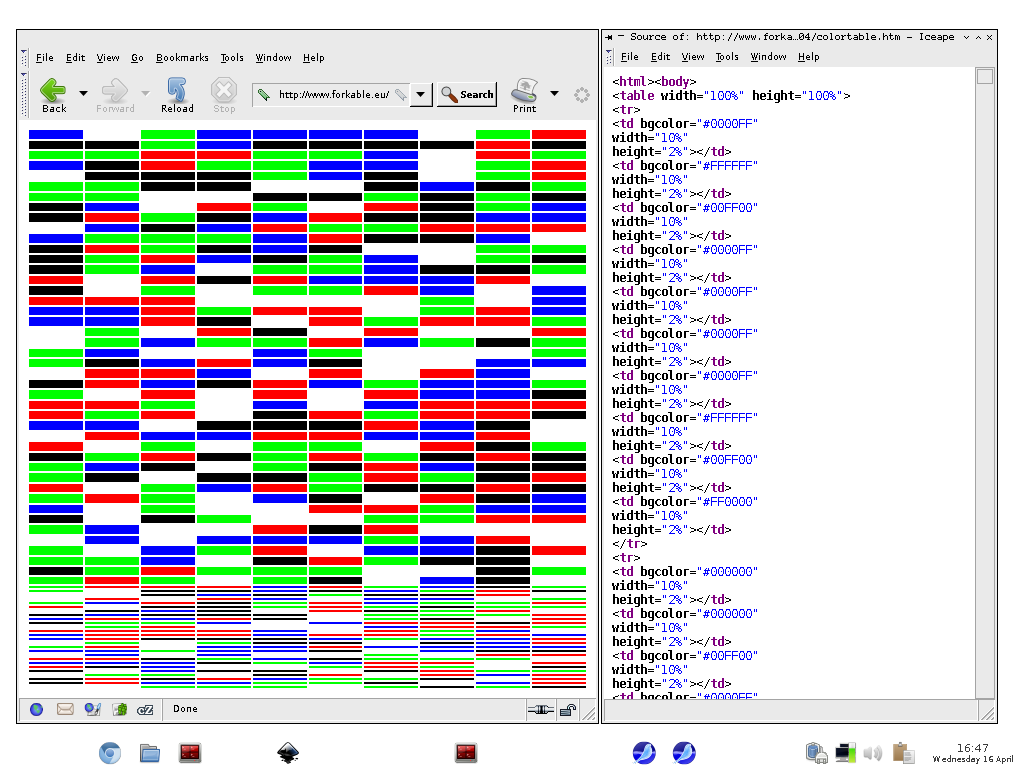 File Edit View Go Bookmarks Tools Window Help
Back Forward Reload Stop http://www.forkable.eu/ Search Print
Done
Source of: http://www.forka…04/colortable.htm - Iceape
File Edit View Tools Window Help
<html><body>
<table width="100%" height="100%">
<tr>
<td bgcolor="#0000FF"
width="10%"
height="2%"></td>
<td bgcolor="#FFFFFF"
width="10%"
height="2%"></td>
<td bgcolor="#00FF00"
width="10%"
height="2%"></td>
<td bgcolor="#0000FF"
width="10%"
height="2%"></td>
<td bgcolor="#0000FF"
width="10%"
height="2%"></td>
<td bgcolor="#0000FF"
width="10%"
height="2%"></td>
<td bgcolor="#0000FF"
width="10%"
height="2%"></td>
<td bgcolor="#FFFFFF"
width="10%"
height="2%"></td>
<td bgcolor="#00FF00"
width="10%"
height="2%"></td>
<td bgcolor="#FF0000"
width="10%"
height="2%"></td>
</tr>
<tr>
<td bgcolor="#000000"
width="10%"
height="2%"></td>
<td bgcolor="#000000"
width="10%"
height="2%"></td>
<td bgcolor="#00FF00"
width="10%"
height="2%"></td>
<td bgcolor="#0000FF"
16:47
Wednesday 16 April